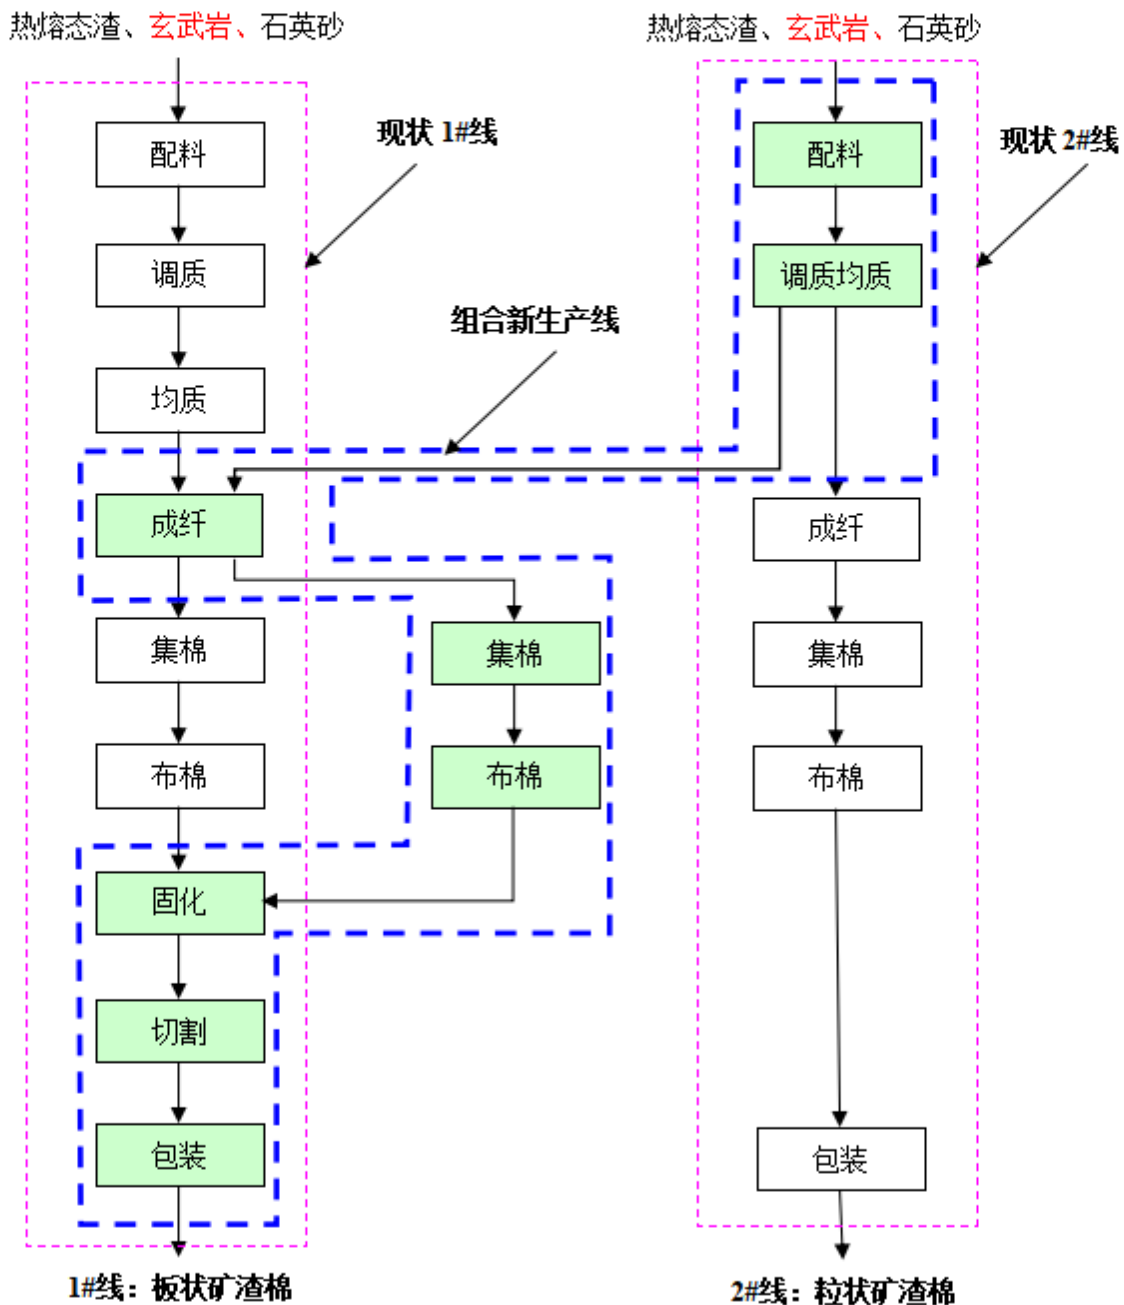 热熔态渣、玄武岩、石英砂
热熔态渣、玄武岩、石英砂
现状 1#线
现状 2#线
配料
配料
调质
调质均质
组合新生产线
均质
成纤
成纤
集棉
集棉
集棉
布棉
布棉
布棉
固化
切割
包装
包装
1#线：板状矿渣棉
2#线：粒状矿渣棉